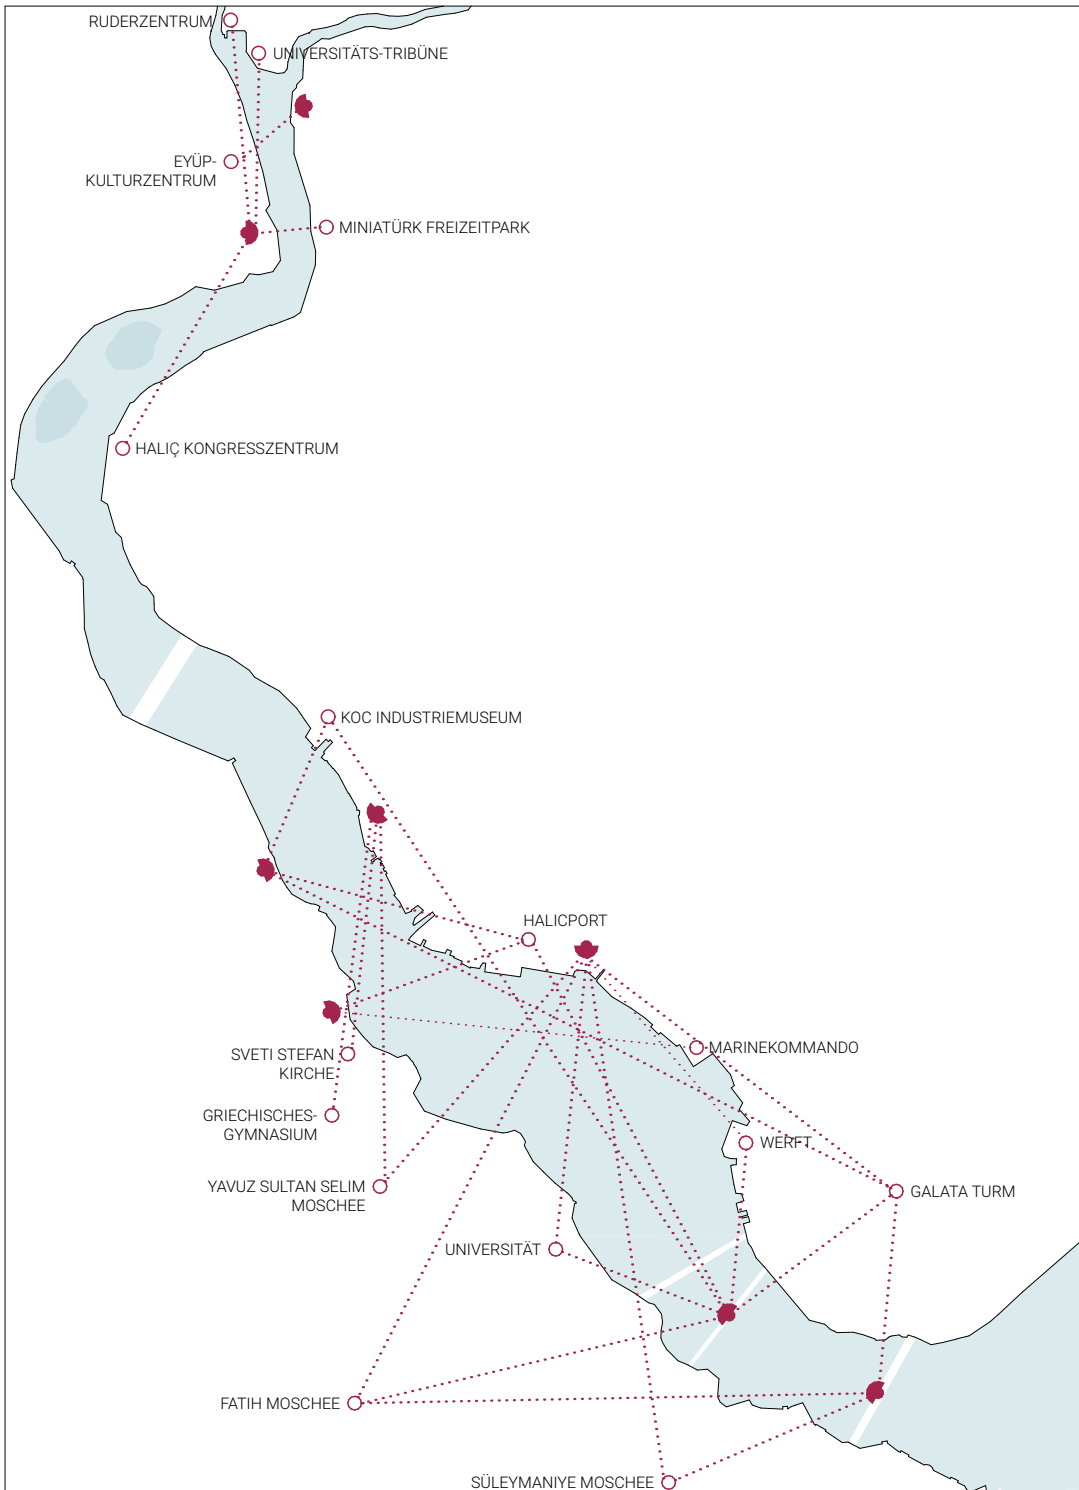 RUDERZENTRUM
UNIVERSITÄTS-TRIBÜNE
EYÜP-
KULTURZENTRUM
MINIATÜRK FREIZEITPARK
HALIÇ KONGRESSZENTRUM
KOC INDUSTRIEMUSEUM
HALICPORT
SVETI STEFAN
KIRCHE
MARINEKOMMANDO
GRIECHISCHES-
GYMNASIUM
WERFT
YAVUZ SULTAN SELIM
MOSCHEE
GALATA TURM
UNIVERSITÄT
FATIH MOSCHEE
SÜLEYMANIYE MOSCHEE